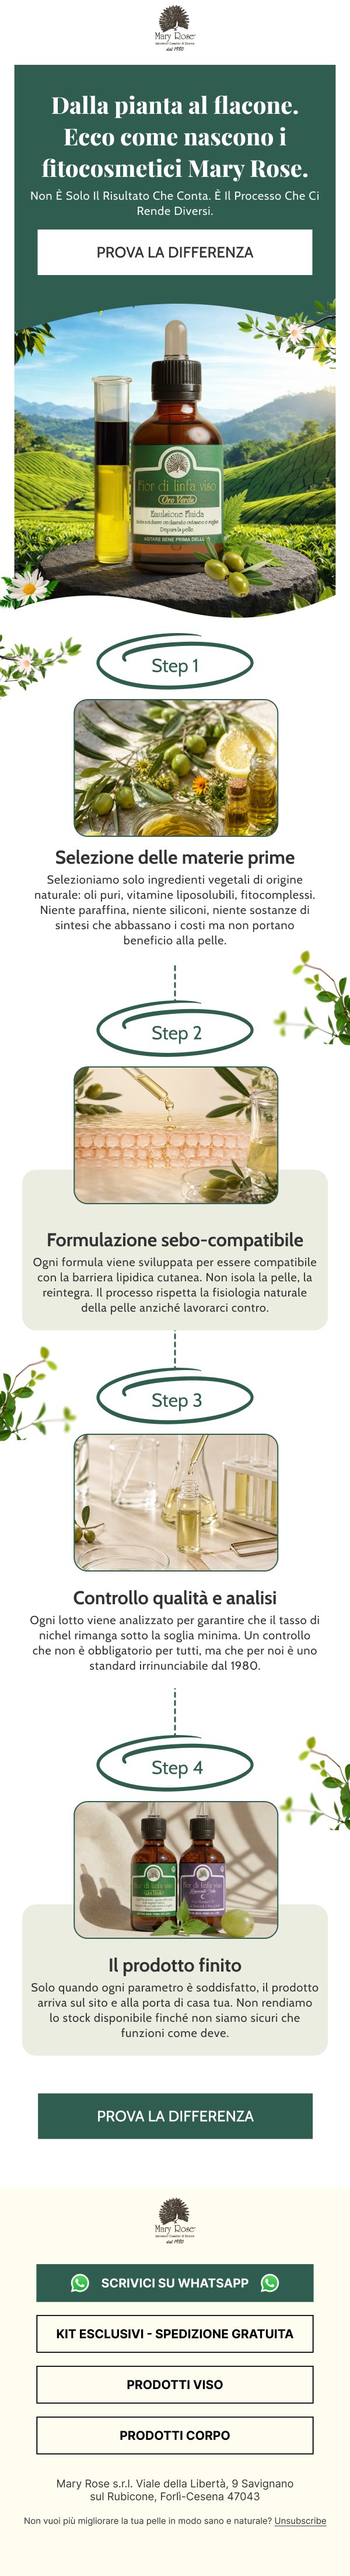 Mary Rose
dal 1980
Dalla pianta al flacone.
Ecco come nascono i
fitocosmetici Mary Rose.
Non È Solo Il Risultato Che Conta. È Il Processo Che Ci
Rende Diversi.
PROVA LA DIFFERENZA
Fior di linfa viso
Oro Verde
Emulsione Fluida
AGITARE BENE PRIMA DELL'USO
Step 1
Selezione delle materie prime
Selezioniamo solo ingredienti vegetali di origine
naturale: oli puri, vitamine liposolubili, fitocomplessi.
Niente paraffina, niente siliconi, niente sostanze di
sintesi che abbassano i costi ma non portano
beneficio alla pelle.
Step 2
Formulazione sebo-compatibile
Ogni formula viene sviluppata per essere compatibile
con la barriera lipidica cutanea. Non isola la pelle, la
reintegra. Il processo rispetta la fisiologia naturale
della pelle anziché lavorarci contro.
Step 3
Controllo qualità e analisi
Ogni lotto viene analizzato per garantire che il tasso di
nichel rimanga sotto la soglia minima. Un controllo
che non è obbligatorio per tutti, ma che per noi è uno
standard irrinunciabile dal 1980.
Step 4
Fior di linfa viso
Fior di linfa viso
Il prodotto finito
Solo quando ogni parametro è soddisfatto, il prodotto
arriva sul sito e alla porta di casa tua. Non rendiamo
lo stock disponibile finché non siamo sicuri che
funzioni come deve.
PROVA LA DIFFERENZA
Mary Rose
dal 1980
SCRIVICI SU WHATSAPP
KIT ESCLUSIVI - SPEDIZIONE GRATUITA
PRODOTTI VISO
PRODOTTI CORPO
Mary Rose s.r.l. Viale della Libertà, 9 Savignano
sul Rubicone, Forlì-Cesena 47043
Non vuoi più migliorare la tua pelle in modo sano e naturale? Unsubscribe